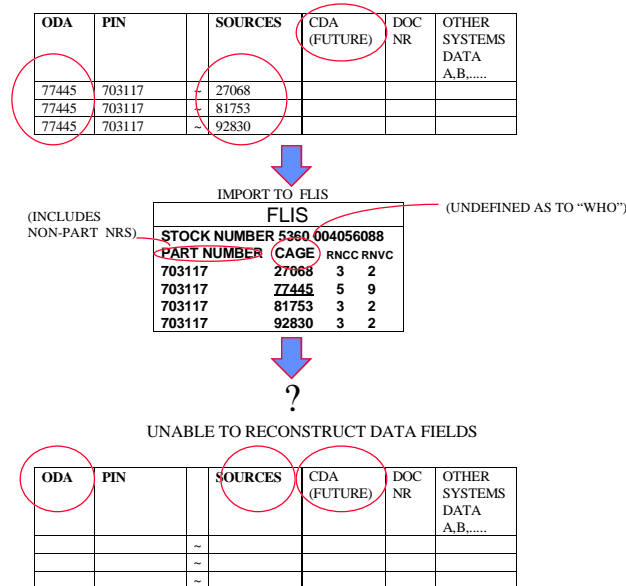 ODA PIN SOURCES CDA DOC OTHER
(FUTURE) NR SYSTEMS
DATA
A,B,.....
77445 703117 ~ 27068
77445 703117 ~ 81753
77445 703117 ~ 92830
IMPORT TO FLIS
(INCLUDES
NON-PART NRS)
(UNDEFINED AS TO “WHO”)
FLIS
STOCK NUMBER 5360 004056088
PART NUMBER CAGE RNCC RNVC
703117 27068 3 2
703117 77445 5 9
703117 81753 3 2
703117 92830 3 2
?
UNABLE TO RECONSTRUCT DATA FIELDS
ODA PIN SOURCES CDA DOC OTHER
(FUTURE) NR SYSTEMS
DATA
A,B,.....
~
~
~